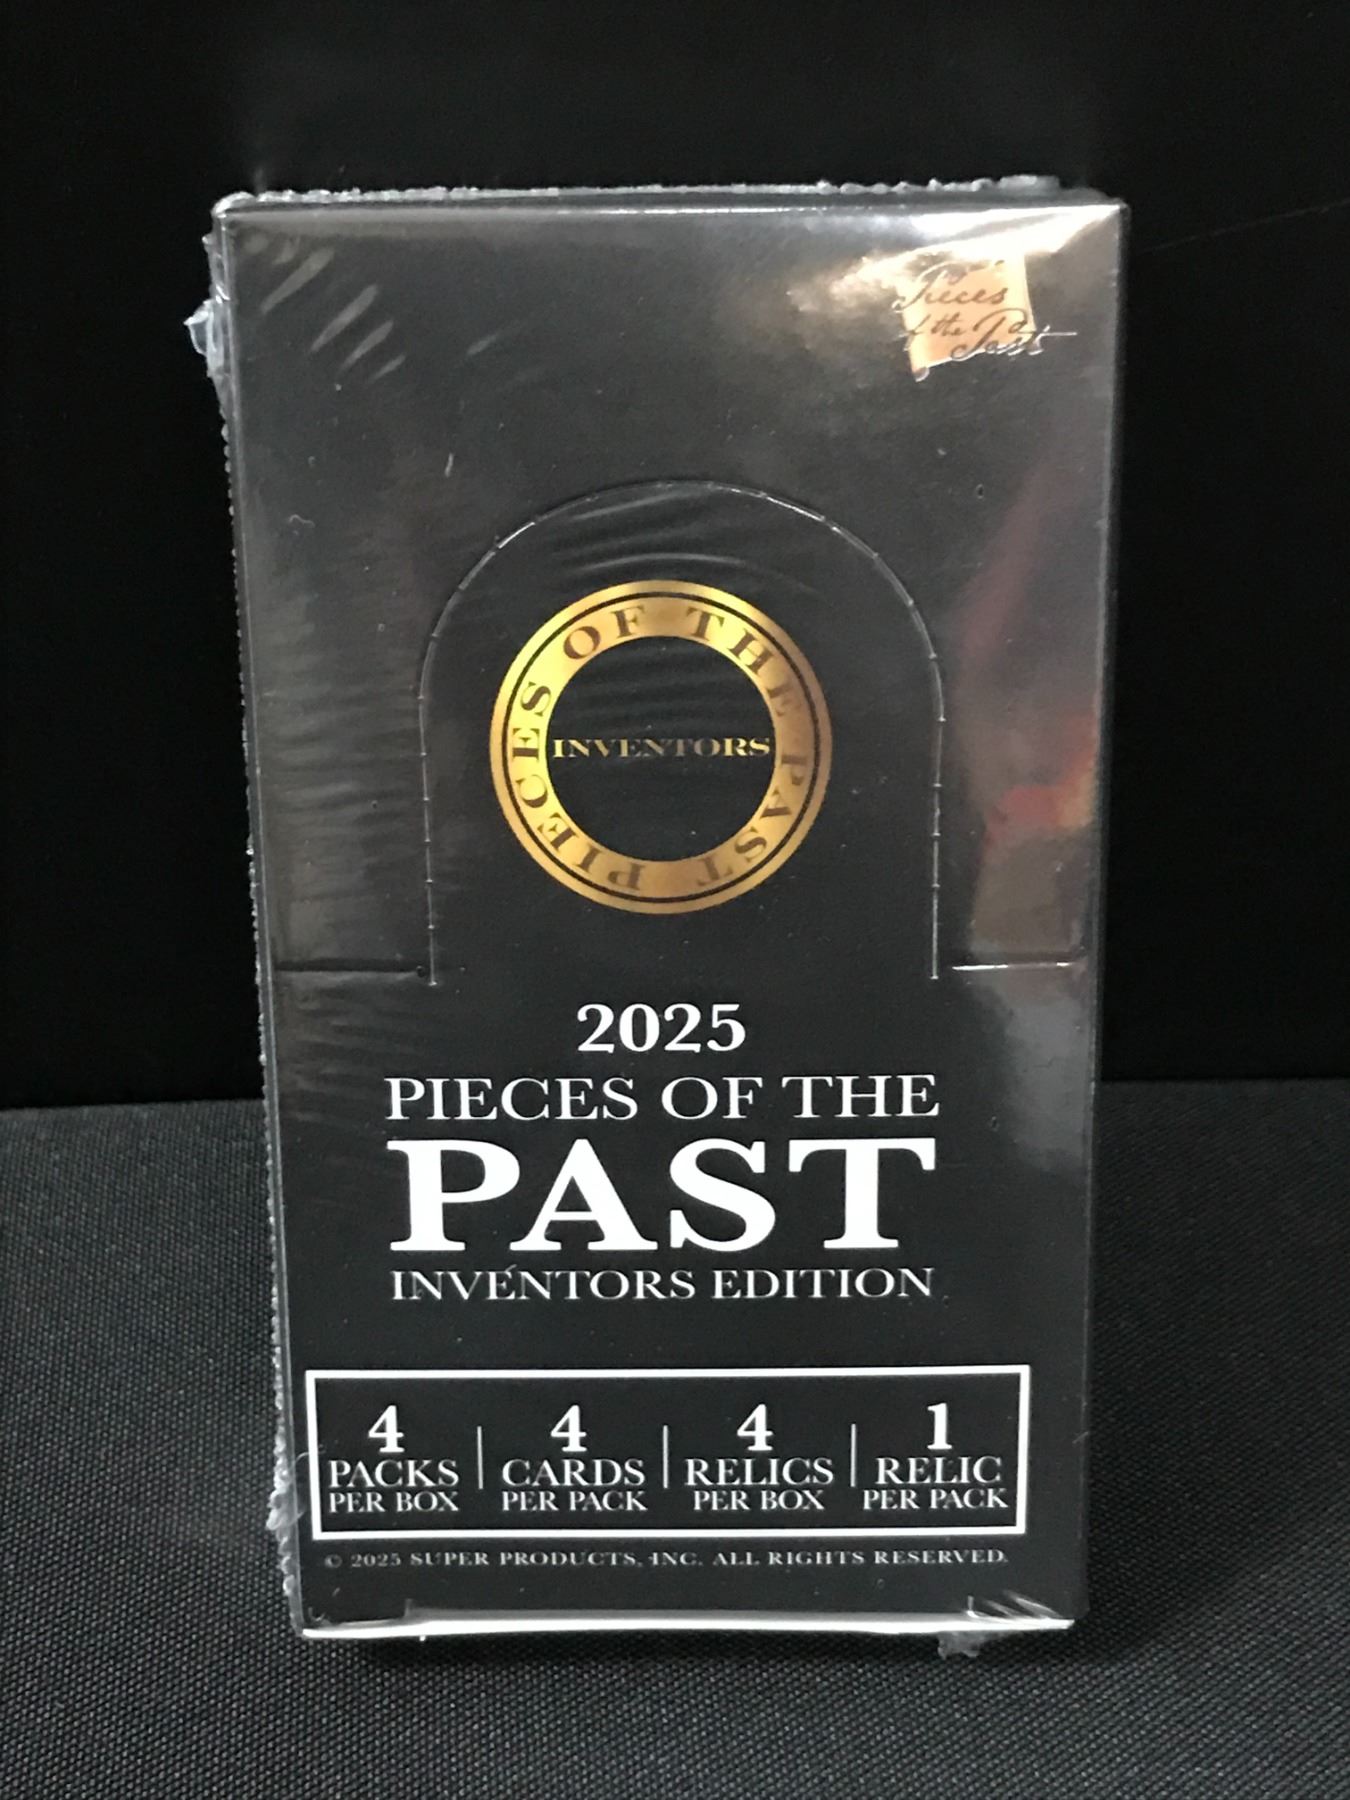 Pieces
of the Past
PIECES OF THE PAST
INVENTORS
2025
PIECES OF THE
PAST
INVENTORS EDITION
4
PACKS
PER BOX
4
CARDS
PER PACK
4
RELICS
PER BOX
1
RELIC
PER PACK
© 2025 SUPER PRODUCTS, INC. ALL RIGHTS RESERVED.